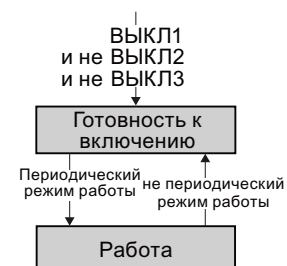 ВЫКЛ1
и не ВЫКЛ2
и не ВЫКЛ3
Готовность к
включению
Периодический
режим работы
не периодический
режим работы
Работа